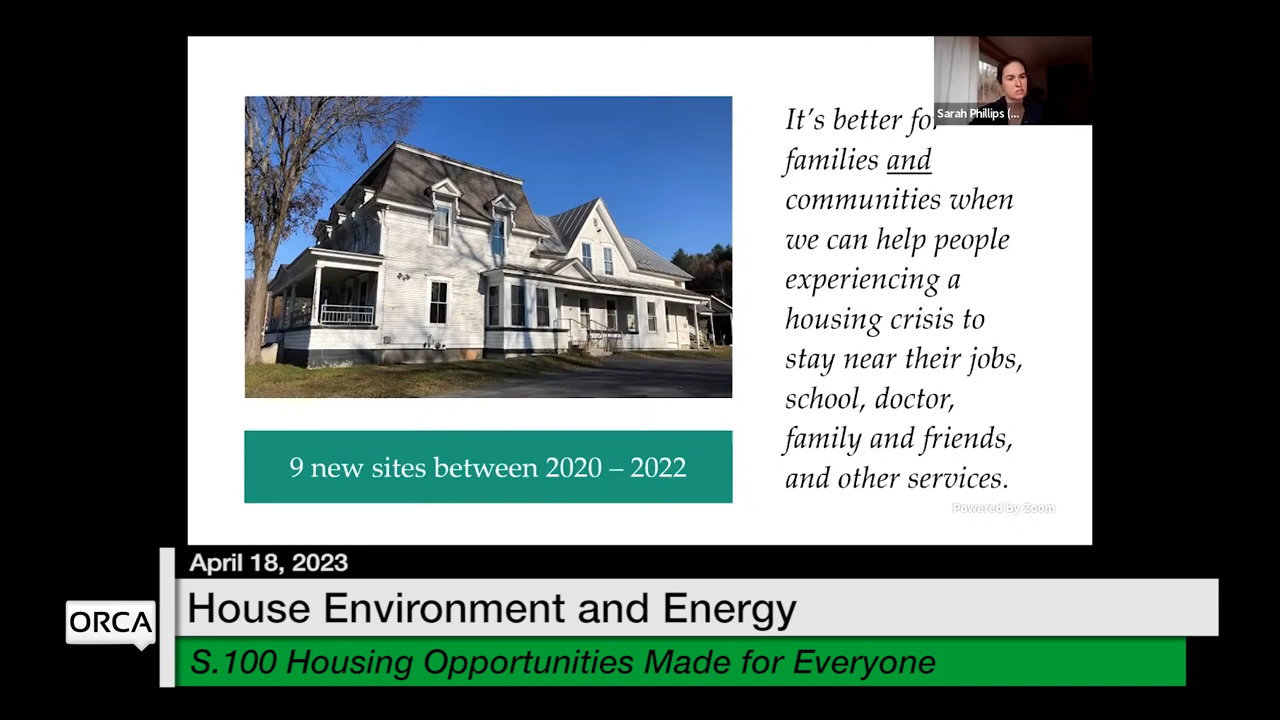 Sarah Phillips (...
It's better for
families and
communities when
we can help people
experiencing a
housing crisis to
stay near their jobs,
school, doctor,
family and friends,
and other services.
9 new sites between 2020 – 2022
Powered by Zoom
April 18, 2023
ORCA
House Environment and Energy
S.100 Housing Opportunities Made for Everyone